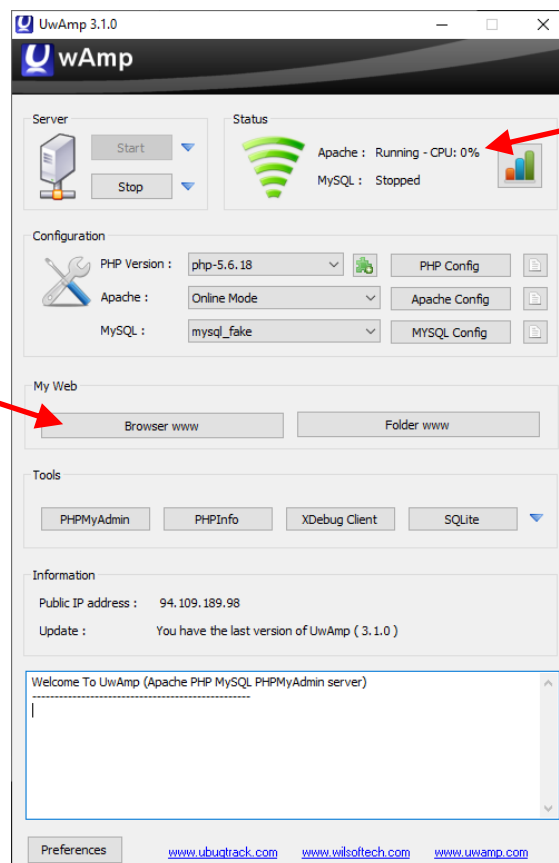 UwAmp 3.1.0
U wAmp
Server
Start
Stop
Status
Apache : Running - CPU: 0%
MySQL : Stopped
Configuration
PHP Version : php-5.6.18 PHP Config
Apache : Online Mode Apache Config
MySQL : mysql_fake MYSQL Config
My Web
Browser www Folder www
Tools
PHPMyAdmin PHPInfo XDebug Client SQLite
Information
Public IP address : 94.109.189.98
Update : You have the last version of UwAmp ( 3.1.0 )
Welcome To UwAmp (Apache PHP MySQL PHPMyAdmin server)
-------------------------------------------------
Preferences www.ubugtrack.com www.wilsoftech.com www.uwamp.com